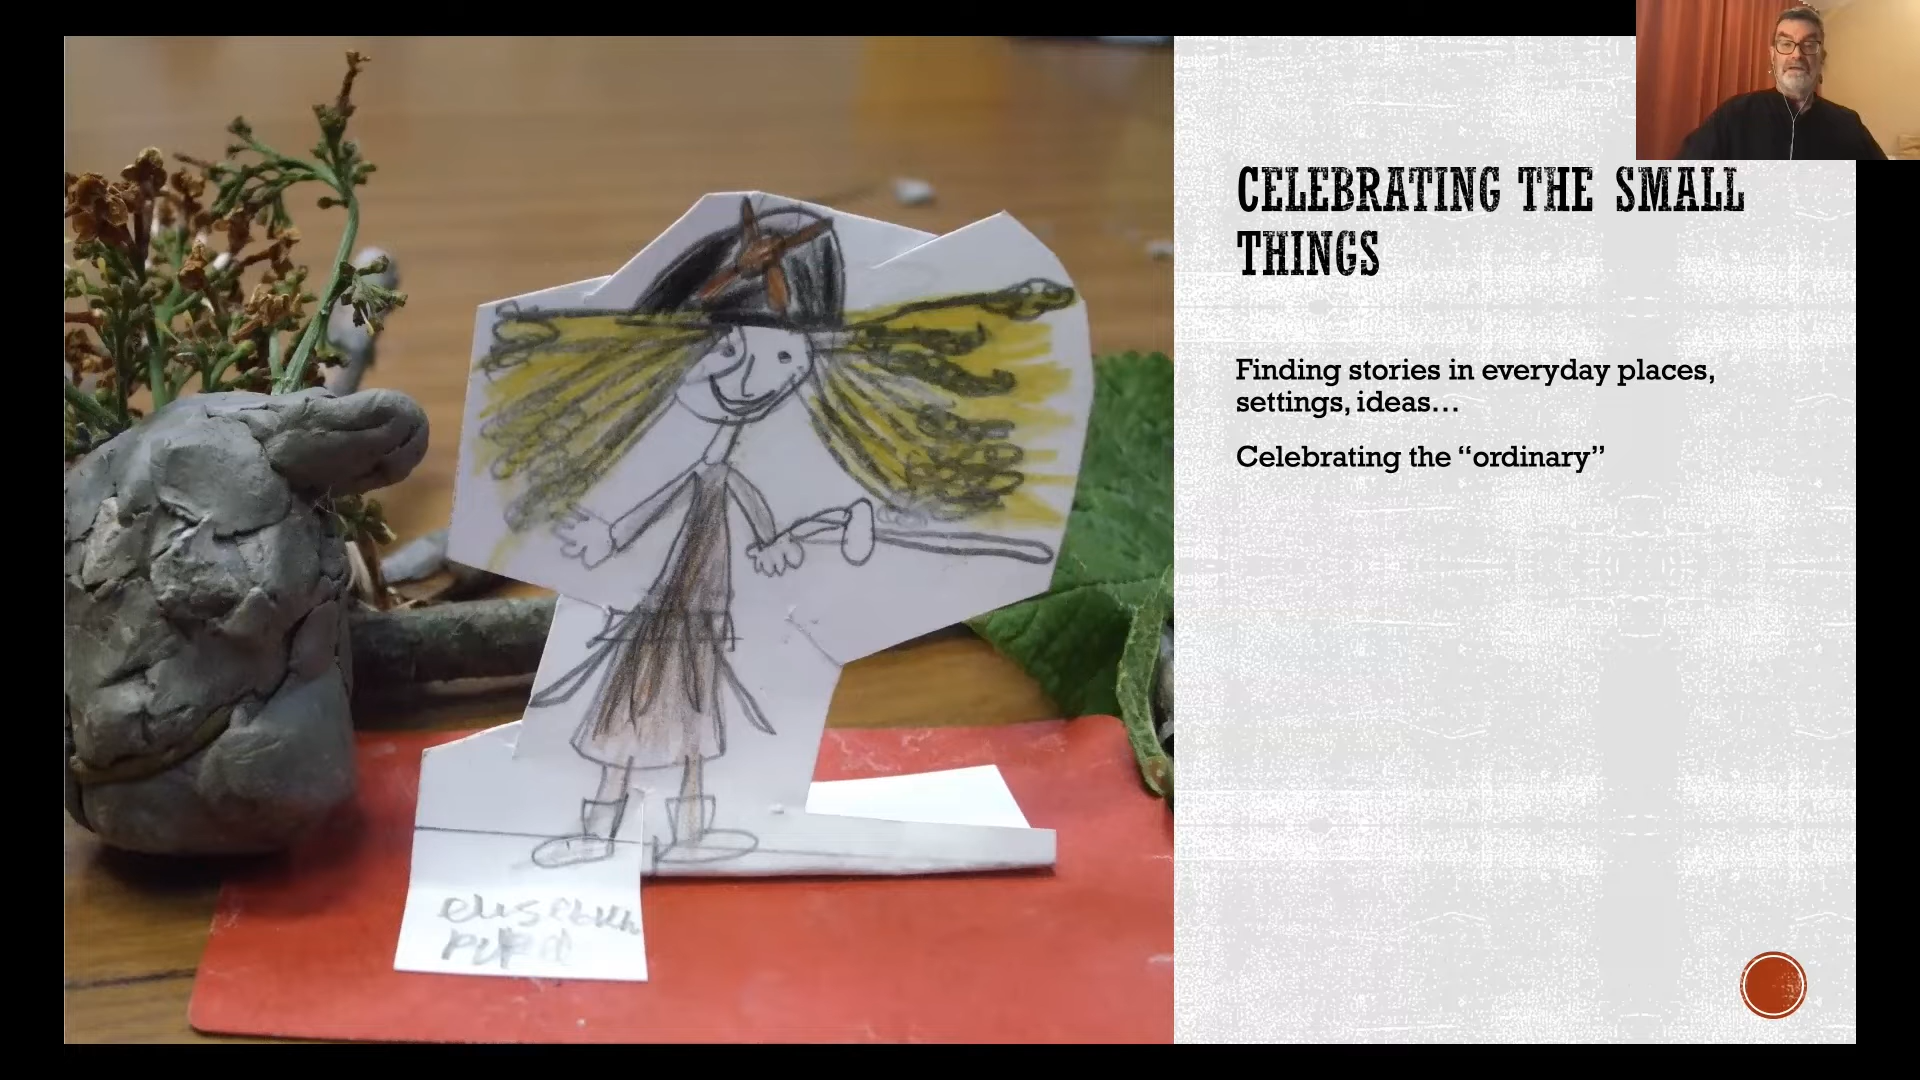 CELEBRATING THE SMALL
THINGS
Finding stories in everyday places,
settings, ideas…
Celebrating the “ordinary”